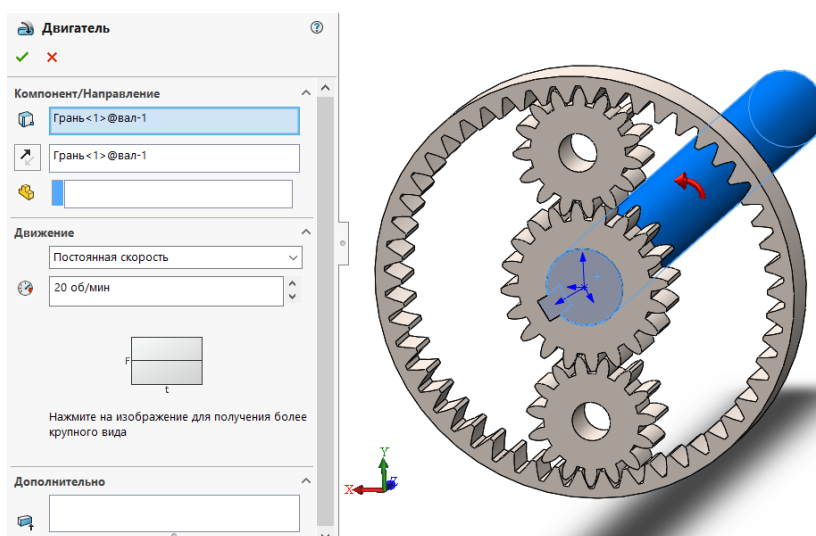 Двигатель
Компонент/Направление
Грань<1>@вал-1
Грань<1>@вал-1
Движение
Постоянная скорость
20 об/мин
F
t
Нажмите на изображение для получения более
крупного вида
Дополнительно
Y
X
Z